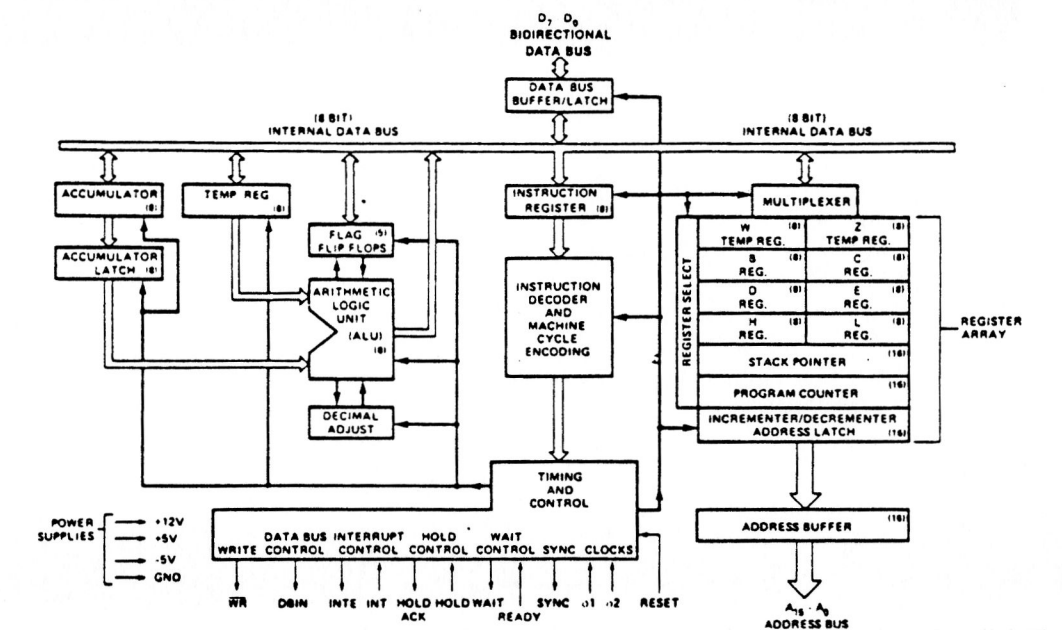 D7 D0
BIDIRECTIONAL
DATA BUS
DATA BUS
BUFFER/LATCH
(8 BIT)
INTERNAL DATA BUS
(8 BIT)
INTERNAL DATA BUS
ACCUMULATOR
(8)
TEMP REG
(8)
INSTRUCTION
REGISTER (8)
MULTIPLEXER
FLAG (5)
FLIP FLOPS
ACCUMULATOR
LATCH (8)
ARITHMETIC
LOGIC
UNIT
(ALU)
(8)
DECIMAL
ADJUST
INSTRUCTION
DECODER
AND
MACHINE
CYCLE
ENCODING
REGISTER SELECT
W (8)
TEMP REG.
Z (8)
TEMP REG.
B (8)
REG.
C (8)
REG.
D (8)
REG.
E (8)
REG.
H (8)
REG.
L (8)
REG.
STACK POINTER (16)
PROGRAM COUNTER (16)
INCREMENTER/DECREMENTER
ADDRESS LATCH (16)
REGISTER
ARRAY
TIMING
AND
CONTROL
POWER
SUPPLIES
+12V
+5V
-5V
GND
WRITE
DATA BUS
CONTROL
INTERRUPT
CONTROL
HOLD
CONTROL
WAIT
CONTROL
SYNC
CLOCKS
WR
DBIN
INTE
INT
HOLD
ACK
HOLD
WAIT
READY
SYNC
ø1
ø2
RESET
ADDRESS BUFFER (16)
A15 - A0
ADDRESS BUS